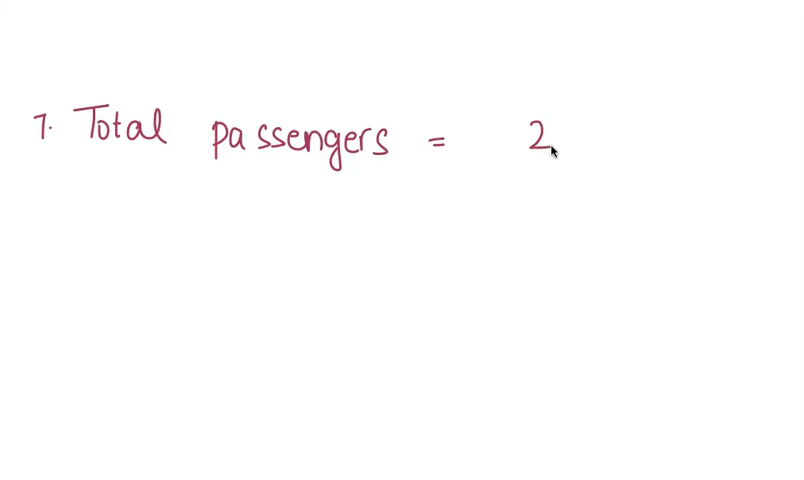 7. Total passengers = 2